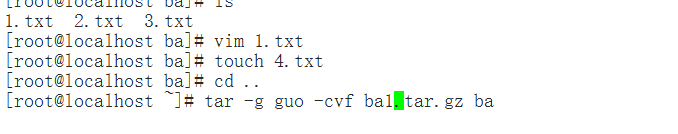 [root@localhost ba]# ls
1.txt  2.txt  3.txt
[root@localhost ba]# vim 1.txt
[root@localhost ba]# touch 4.txt
[root@localhost ba]# cd ..
[root@localhost ~]# tar -g guo -cvf ba1.tar.gz ba